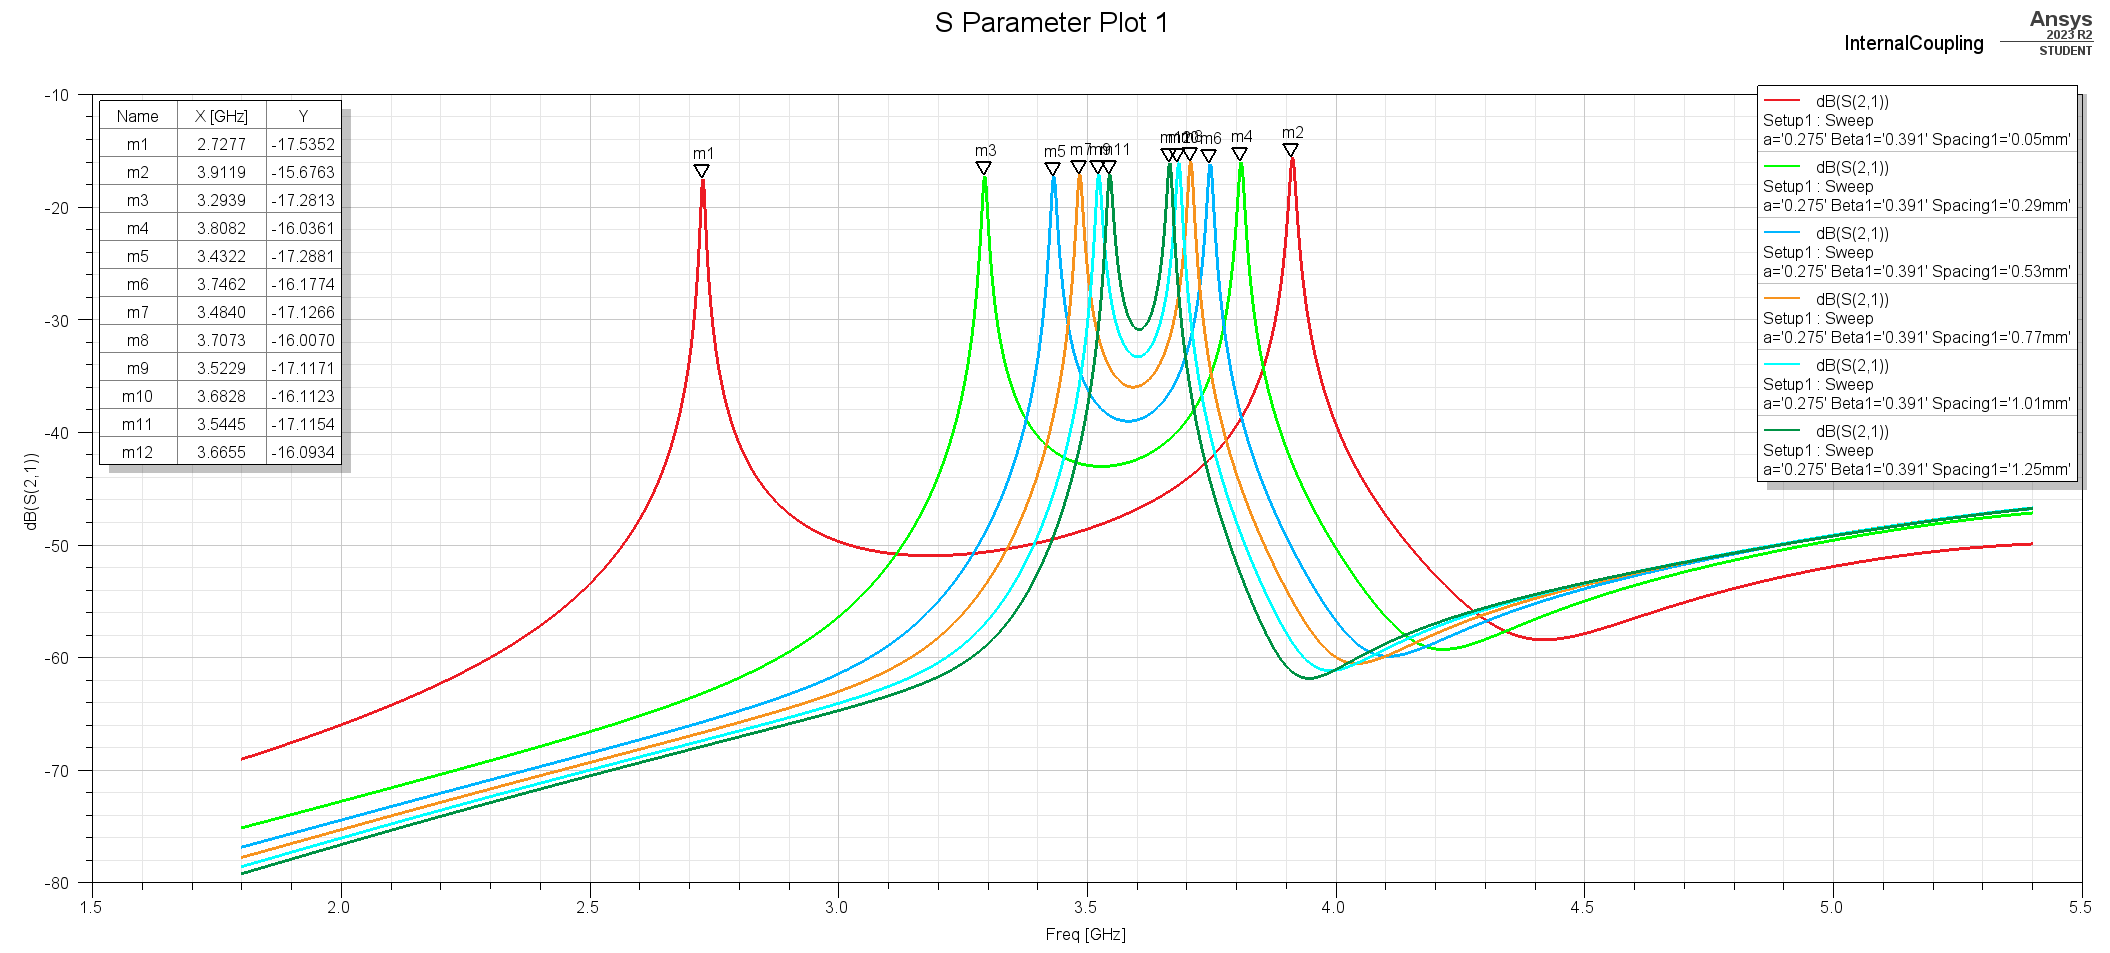 S Parameter Plot 1
Ansys
2023 R2
InternalCoupling
STUDENT
Name X [GHz] Y
m1 2.7277 -17.5352
m2 3.9119 -15.6763
m3 3.2939 -17.2813
m4 3.8082 -16.0361
m5 3.4322 -17.2881
m6 3.7462 -16.1774
m7 3.4840 -17.1266
m8 3.7073 -16.0070
m9 3.5229 -17.1171
m10 3.6828 -16.1123
m11 3.5445 -17.1154
m12 3.6655 -16.0934
dB(S(2,1))
Setup1 : Sweep
a='0.275' Beta1='0.391' Spacing1='0.05mm'
dB(S(2,1))
Setup1 : Sweep
a='0.275' Beta1='0.391' Spacing1='0.29mm'
dB(S(2,1))
Setup1 : Sweep
a='0.275' Beta1='0.391' Spacing1='0.53mm'
dB(S(2,1))
Setup1 : Sweep
a='0.275' Beta1='0.391' Spacing1='0.77mm'
dB(S(2,1))
Setup1 : Sweep
a='0.275' Beta1='0.391' Spacing1='1.01mm'
dB(S(2,1))
Setup1 : Sweep
a='0.275' Beta1='0.391' Spacing1='1.25mm'
m1
m3
m5
m6
m4
m2
-10
-20
-30
-40
-50
-60
-70
-80
dB(S(2,1))
1.5 2.0 2.5 3.0 3.5 4.0 4.5 5.0 5.5
Freq [GHz]